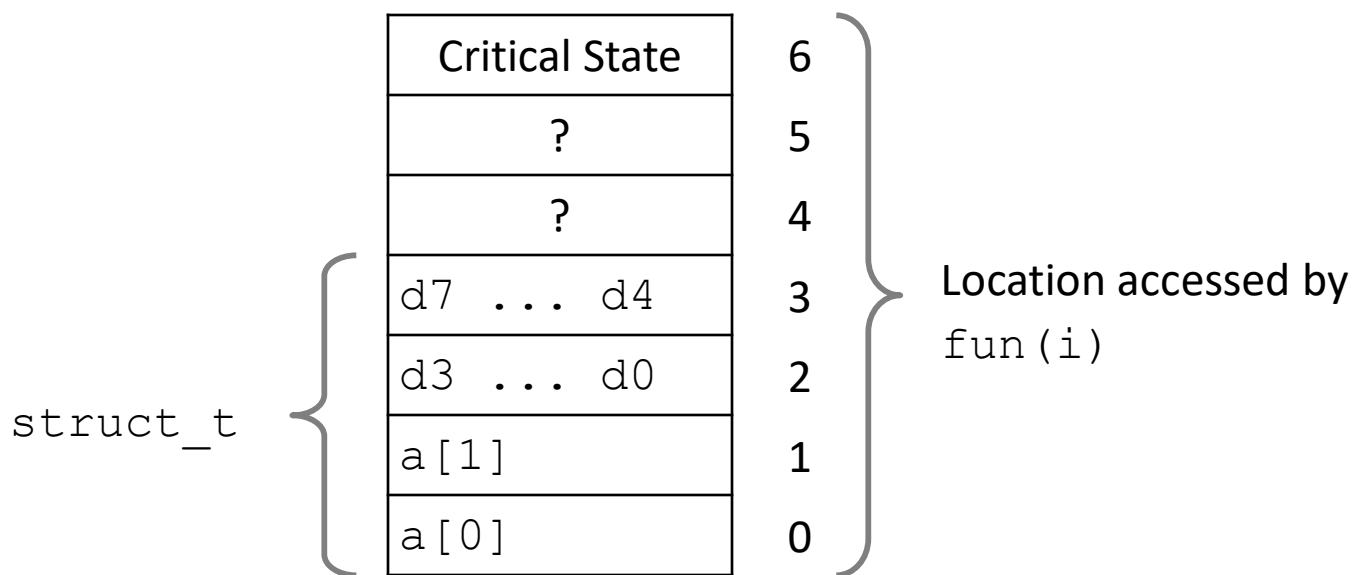 Critical State 6
? 5
? 4
d7 ... d4 3
d3 ... d0 2
a[1] 1
a[0] 0
struct_t
Location accessed by
fun(i)